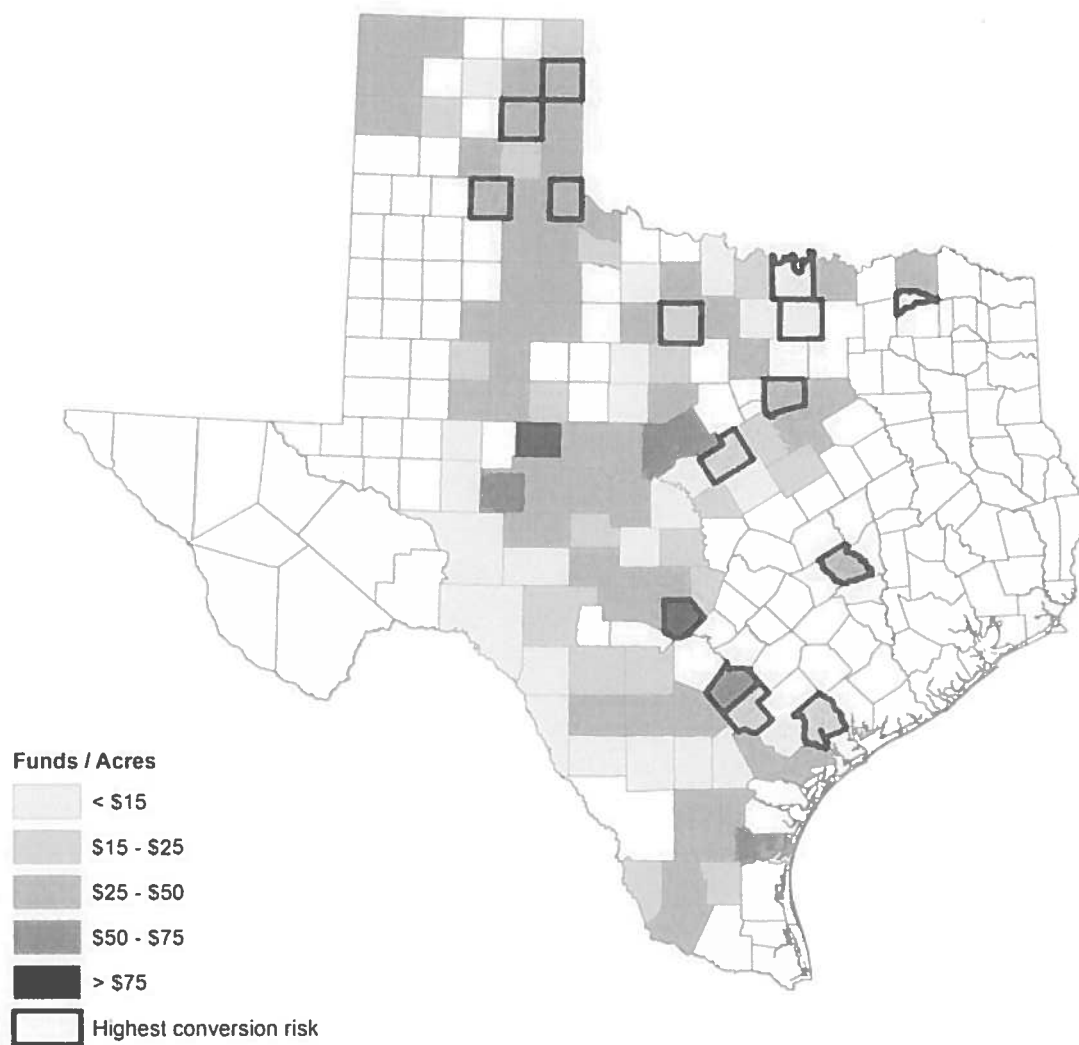 Funds / Acres
< $15
$15 - $25
$25 - $50
$50 - $75
> $75
Highest conversion risk